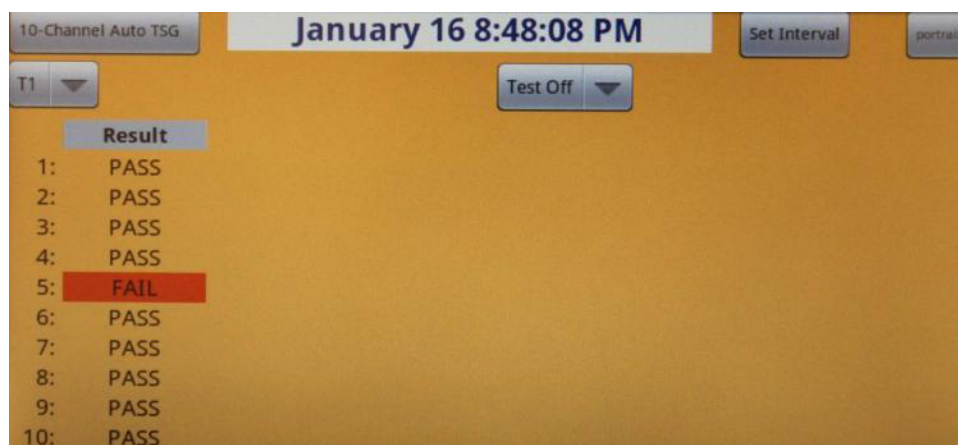 10-Channel Auto TSG
January 16 8:48:08 PM
Set Interval
portrait
T1
Test Off
Result
1: PASS
2: PASS
3: PASS
4: PASS
5: FAIL
6: PASS
7: PASS
8: PASS
9: PASS
10: PASS